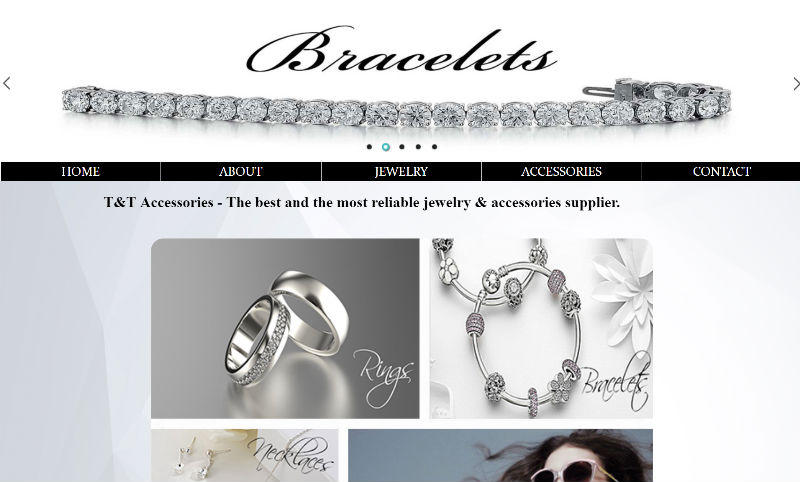 Bracelets
HOME ABOUT JEWELRY ACCESSORIES CONTACT
T&T Accessories - The best and the most reliable jewelry & accessories supplier.
Rings
Bracelets
Necklaces